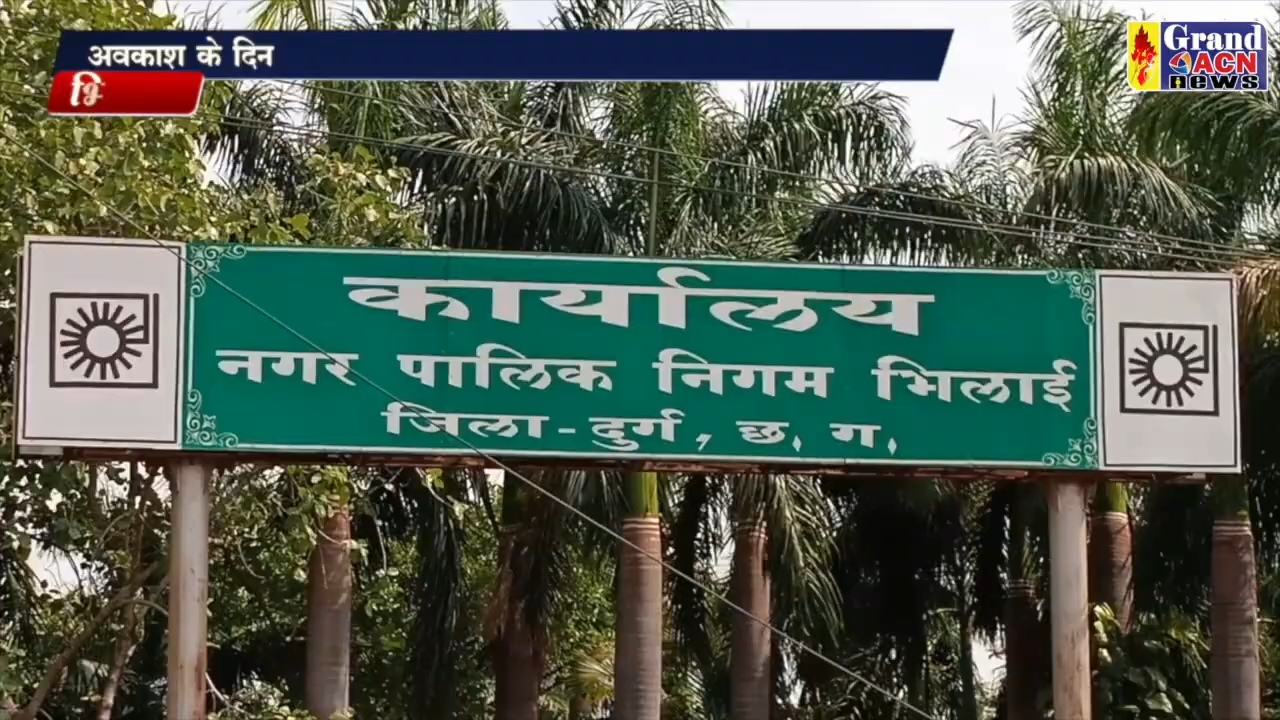 अवकाश के दिन
Grand
ACN
news
कार्यालय
नगर पालिक निगम भिलाई
जिला - दुर्ग, छ. ग.